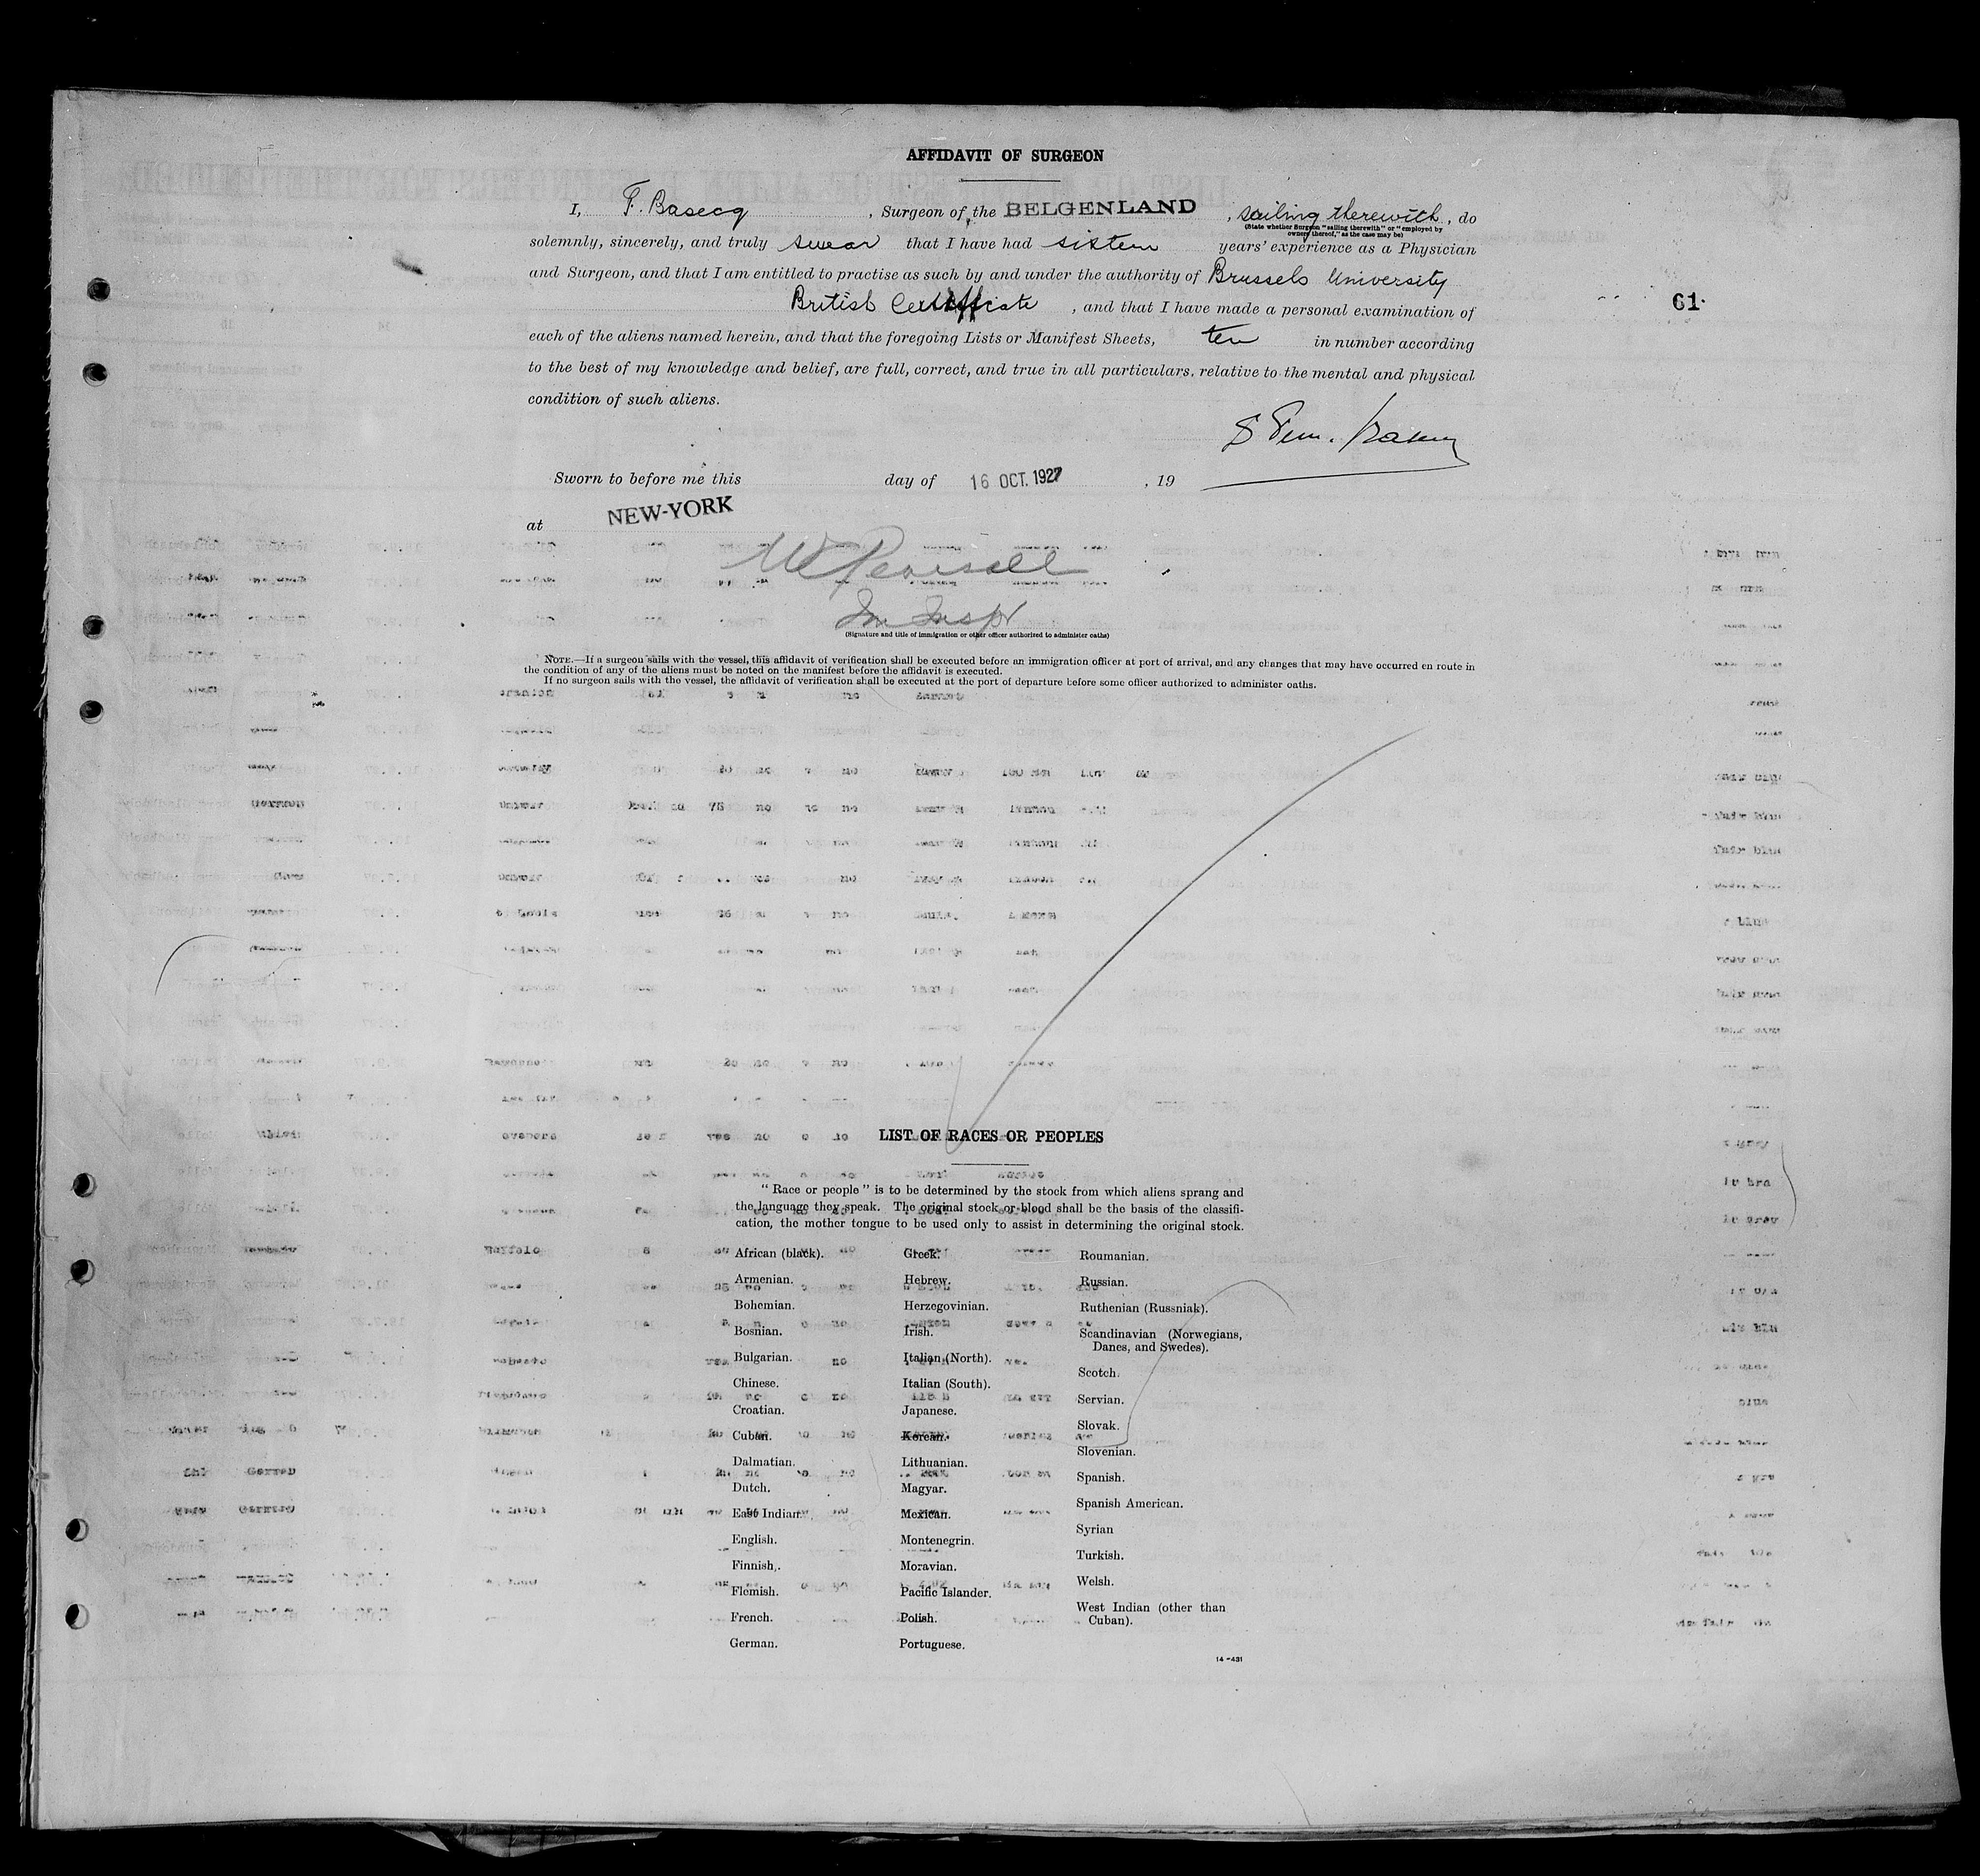 AFFIDAVIT OF SURGEON
I, F. Basecq, Surgeon of the BELGENLAND, sailing therewith, do
(State whether Surgeon "sailing therewith" or "employed by
owners thereof," as the case may be)
solemnly, sincerely, and truly swear that I have had sixteen years' experience as a Physician
and Surgeon, and that I am entitled to practise as such by and under the authority of Brussels University
British Certificate, and that I have made a personal examination of
61
each of the aliens named herein, and that the foregoing Lists or Manifest Sheets, ten in number according
to the best of my knowledge and belief, are full, correct, and true in all particulars, relative to the mental and physical
condition of such aliens.
Sworn to before me this day of 16 OCT. 1927, 19
at NEW-YORK
Im Inspr
(Signature and title of immigration or other officer authorized to administer oaths)
NOTE.—If a surgeon sails with the vessel, this affidavit of verification shall be executed before an immigration officer at port of arrival, and any changes that may have occurred en route in
the condition of any of the aliens must be noted on the manifest before the affidavit is executed.
If no surgeon sails with the vessel, the affidavit of verification shall be executed at the port of departure before some officer authorized to administer oaths.
LIST OF RACES OR PEOPLES
"Race or people" is to be determined by the stock from which aliens sprang and
the language they speak. The original stock or blood shall be the basis of the classifi-
cation, the mother tongue to be used only to assist in determining the original stock.
African (black).
Armenian.
Bohemian.
Bosnian.
Bulgarian.
Chinese.
Croatian.
Cuban.
Dalmatian.
Dutch.
East Indian.
English.
Finnish.
Flemish.
French.
German.
Greek.
Hebrew.
Herzegovinian.
Irish.
Italian (North).
Italian (South).
Japanese.
Korean.
Lithuanian.
Magyar.
Mexican.
Montenegrin.
Moravian.
Pacific Islander.
Polish.
Portuguese.
Roumanian.
Russian.
Ruthenian (Russniak).
Scandinavian (Norwegians,
Danes, and Swedes).
Scotch.
Servian.
Slovak.
Slovenian.
Spanish.
Spanish American.
Syrian
Turkish.
Welsh.
West Indian (other than
Cuban).
14-431